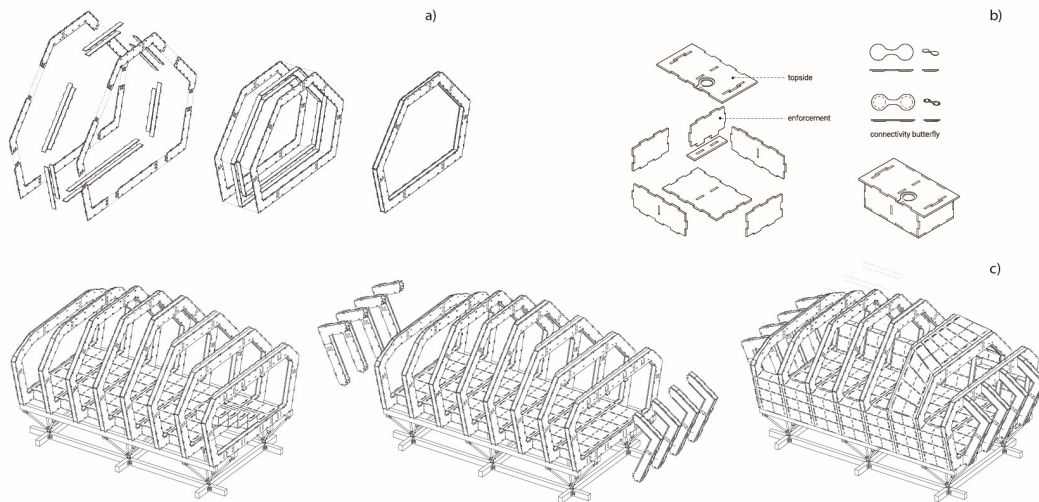 a)
b)
topside
enforcement
connectivity butterfly
c)